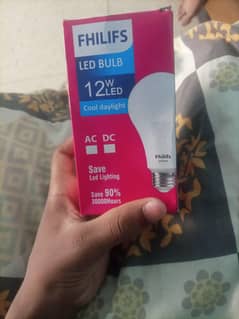 FHILIFS
LED BULB
12W LED
Cool daylight
AC DC
Fhilifs
Save
Led Lighting
Save 90%
30000Hours